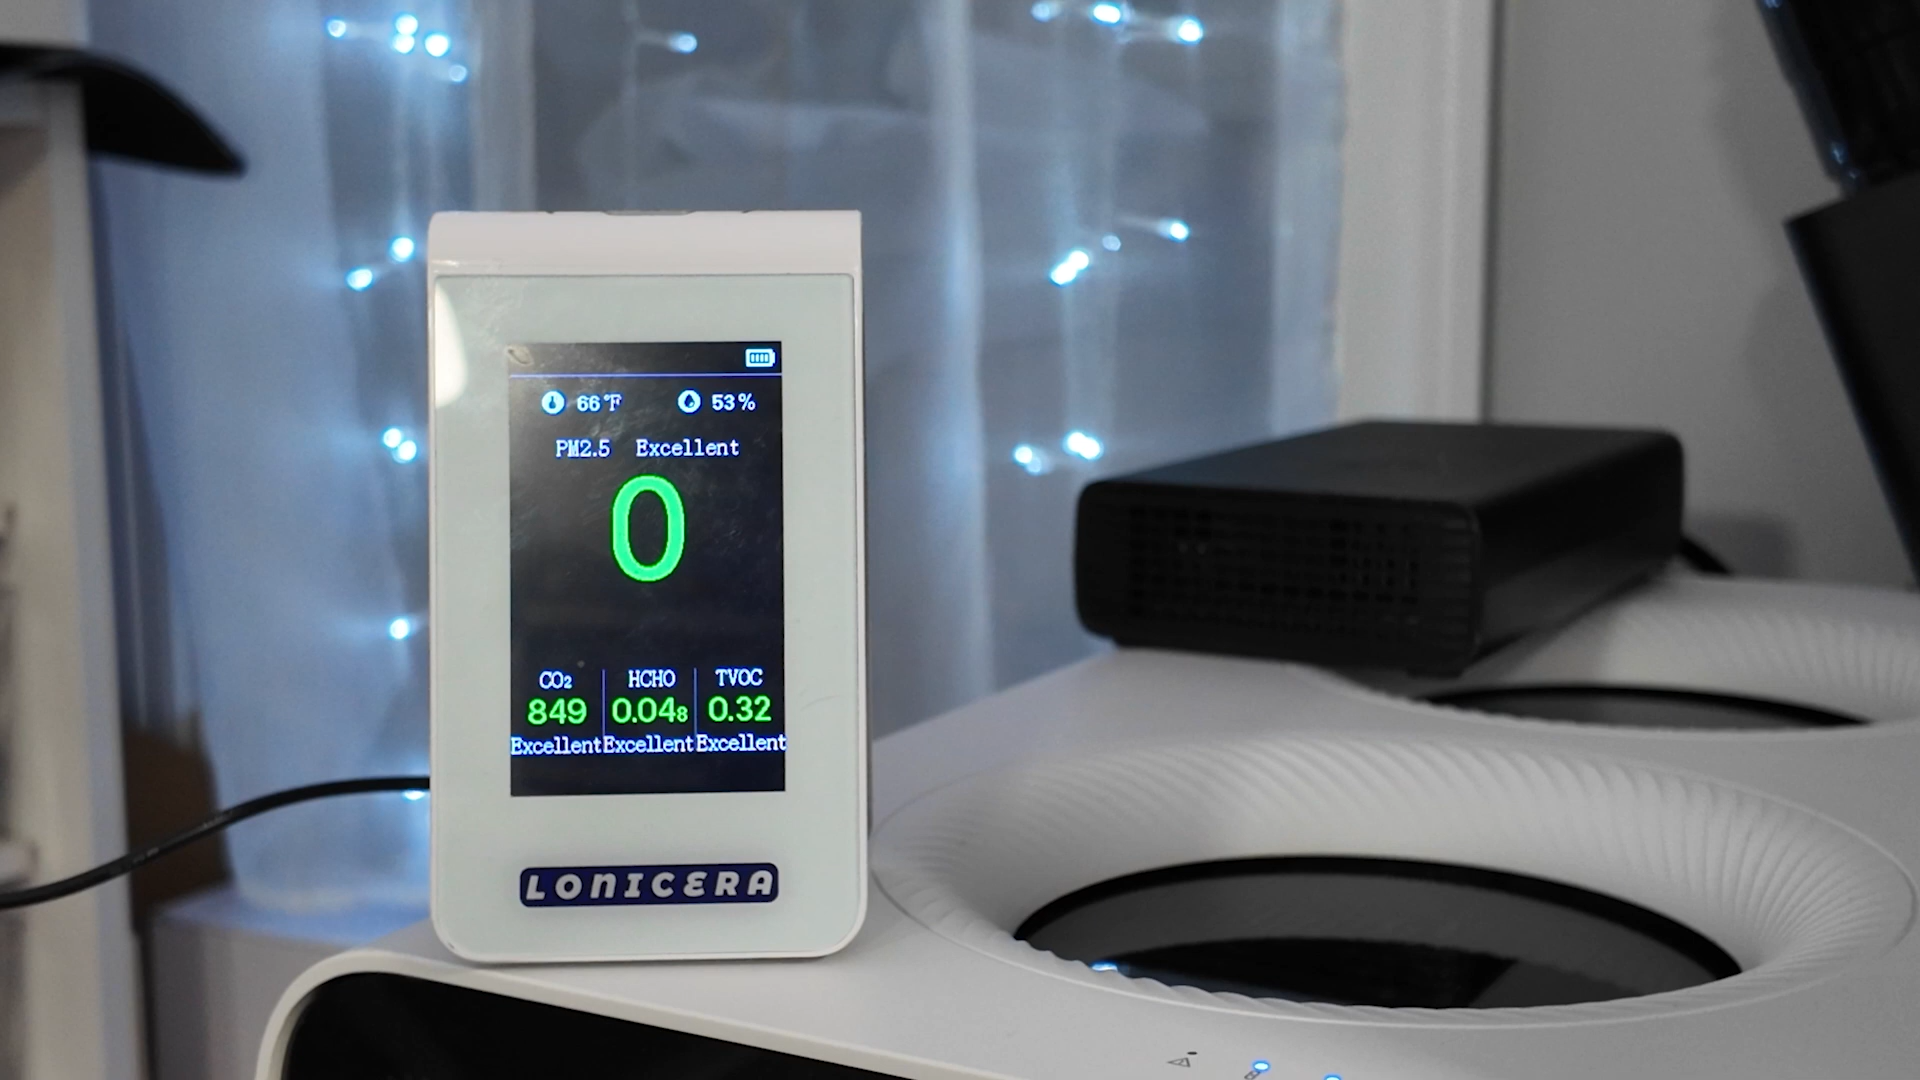 66°F 53%
PM2.5 Excellent
0
CO₂ HCHO TVOC
849 0.048 0.32
Excellent Excellent Excellent
LONICERA